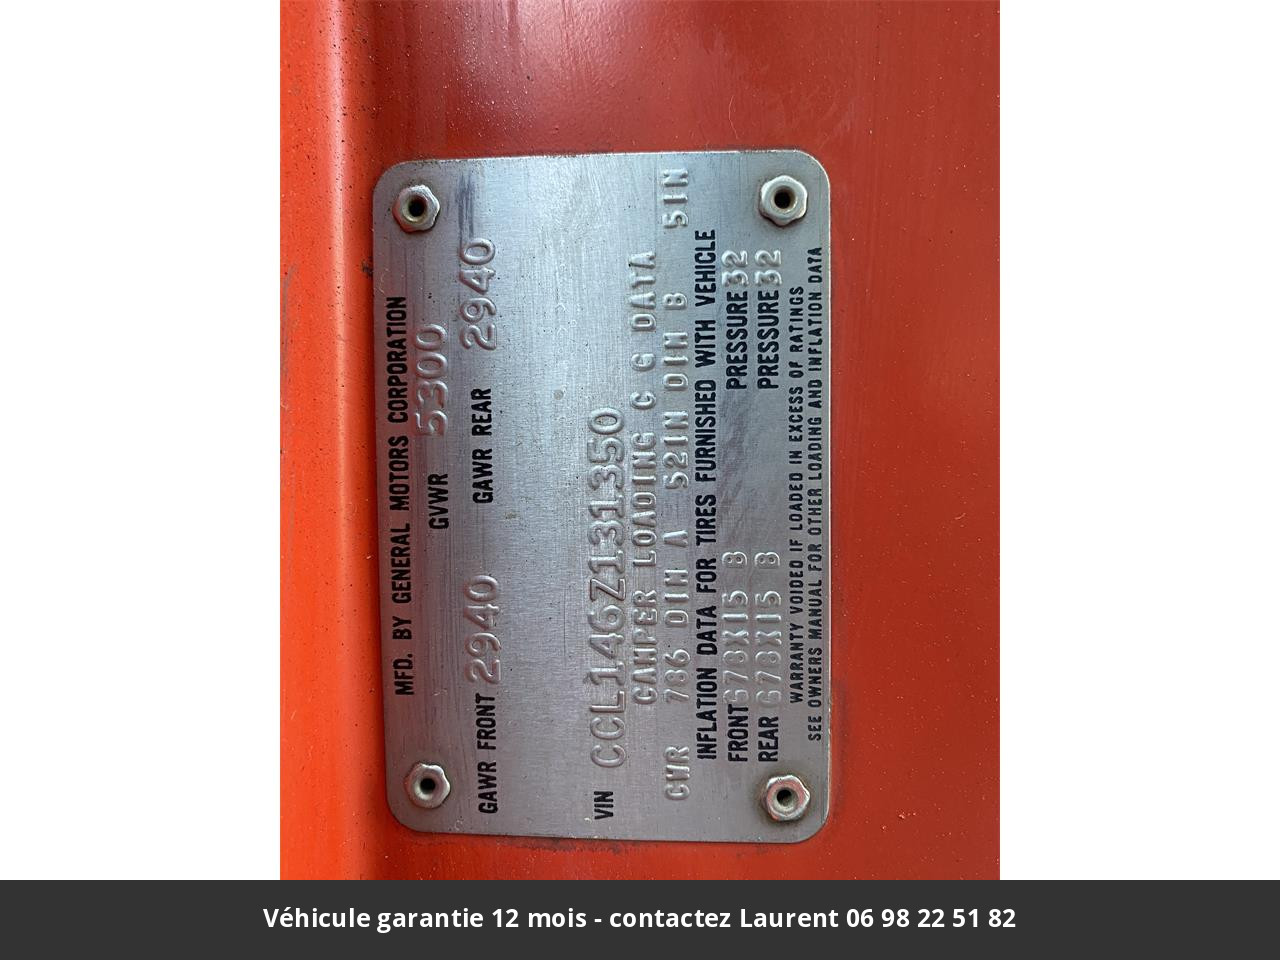 MFD. BY GENERAL MOTORS CORPORATION
GVWR 5300
GAWR FRONT 2940 GAWR REAR 2940
VIN CCL146Z131350
CAMPER LOADING C G DATA
CWR 786 DIM A 52IN DIM B 5IN
INFLATION DATA FOR TIRES FURNISHED WITH VEHICLE
FRONT G78X15 B PRESSURE 32
REAR G78X15 B PRESSURE 32
WARRANTY VOIDED IF LOADED IN EXCESS OF RATINGS
SEE OWNERS MANUAL FOR OTHER LOADING AND INFLATION DATA
Véhicule garantie 12 mois - contactez Laurent 06 98 22 51 82